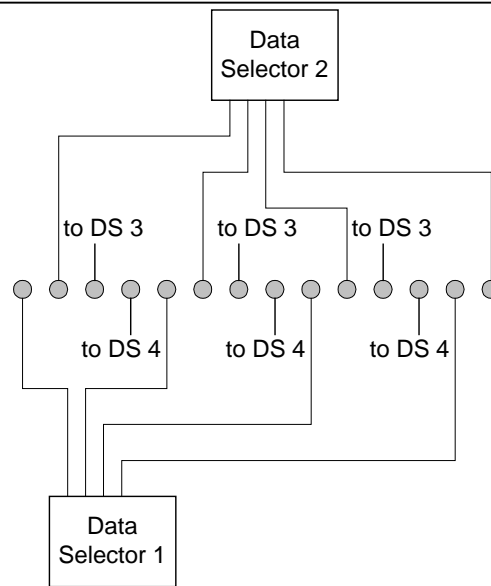 Data
Selector 2
to DS 3
to DS 3
to DS 3
to DS 4
to DS 4
to DS 4
Data
Selector 1